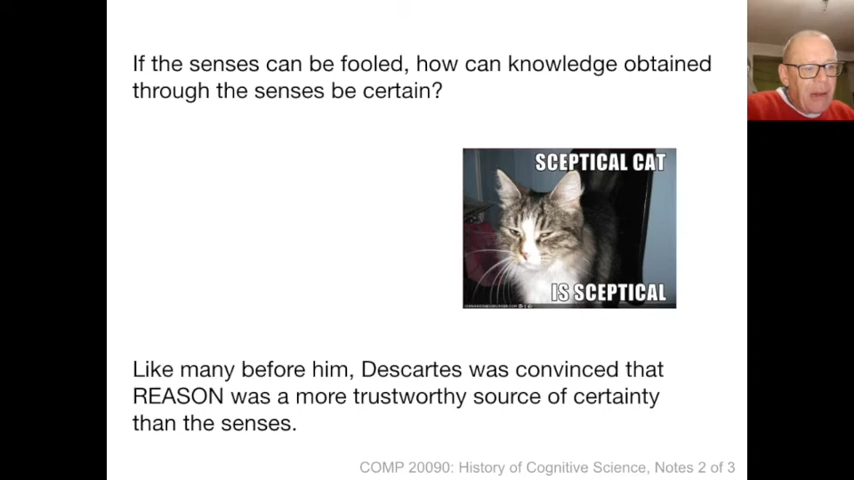 If the senses can be fooled, how can knowledge obtained
through the senses be certain?
SCEPTICAL CAT
IS SCEPTICAL
Like many before him, Descartes was convinced that
REASON was a more trustworthy source of certainty
than the senses.
COMP 20090: History of Cognitive Science, Notes 2 of 3